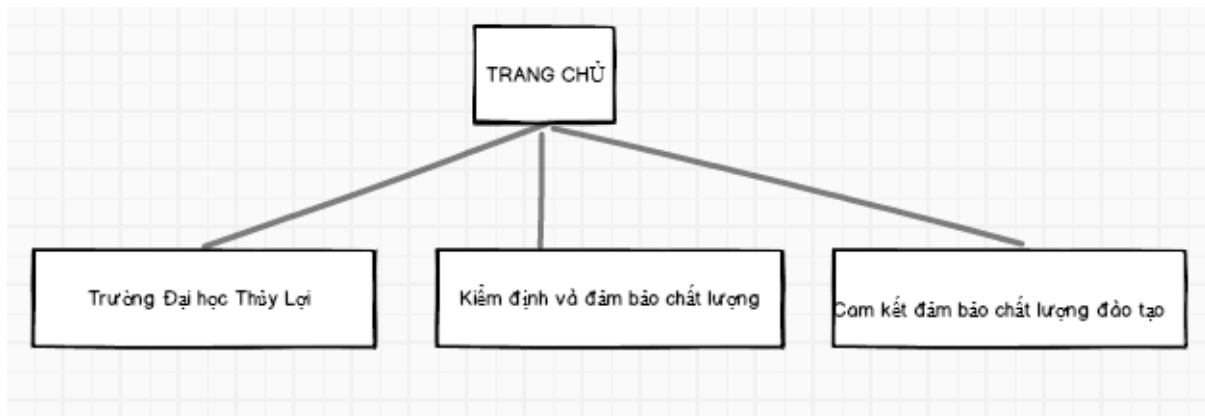 TRANG CHỦ
Trường Đại học Thủy Lợi
Kiểm định và đảm bảo chất lượng
Cam kết đảm bảo chất lượng đào tạo